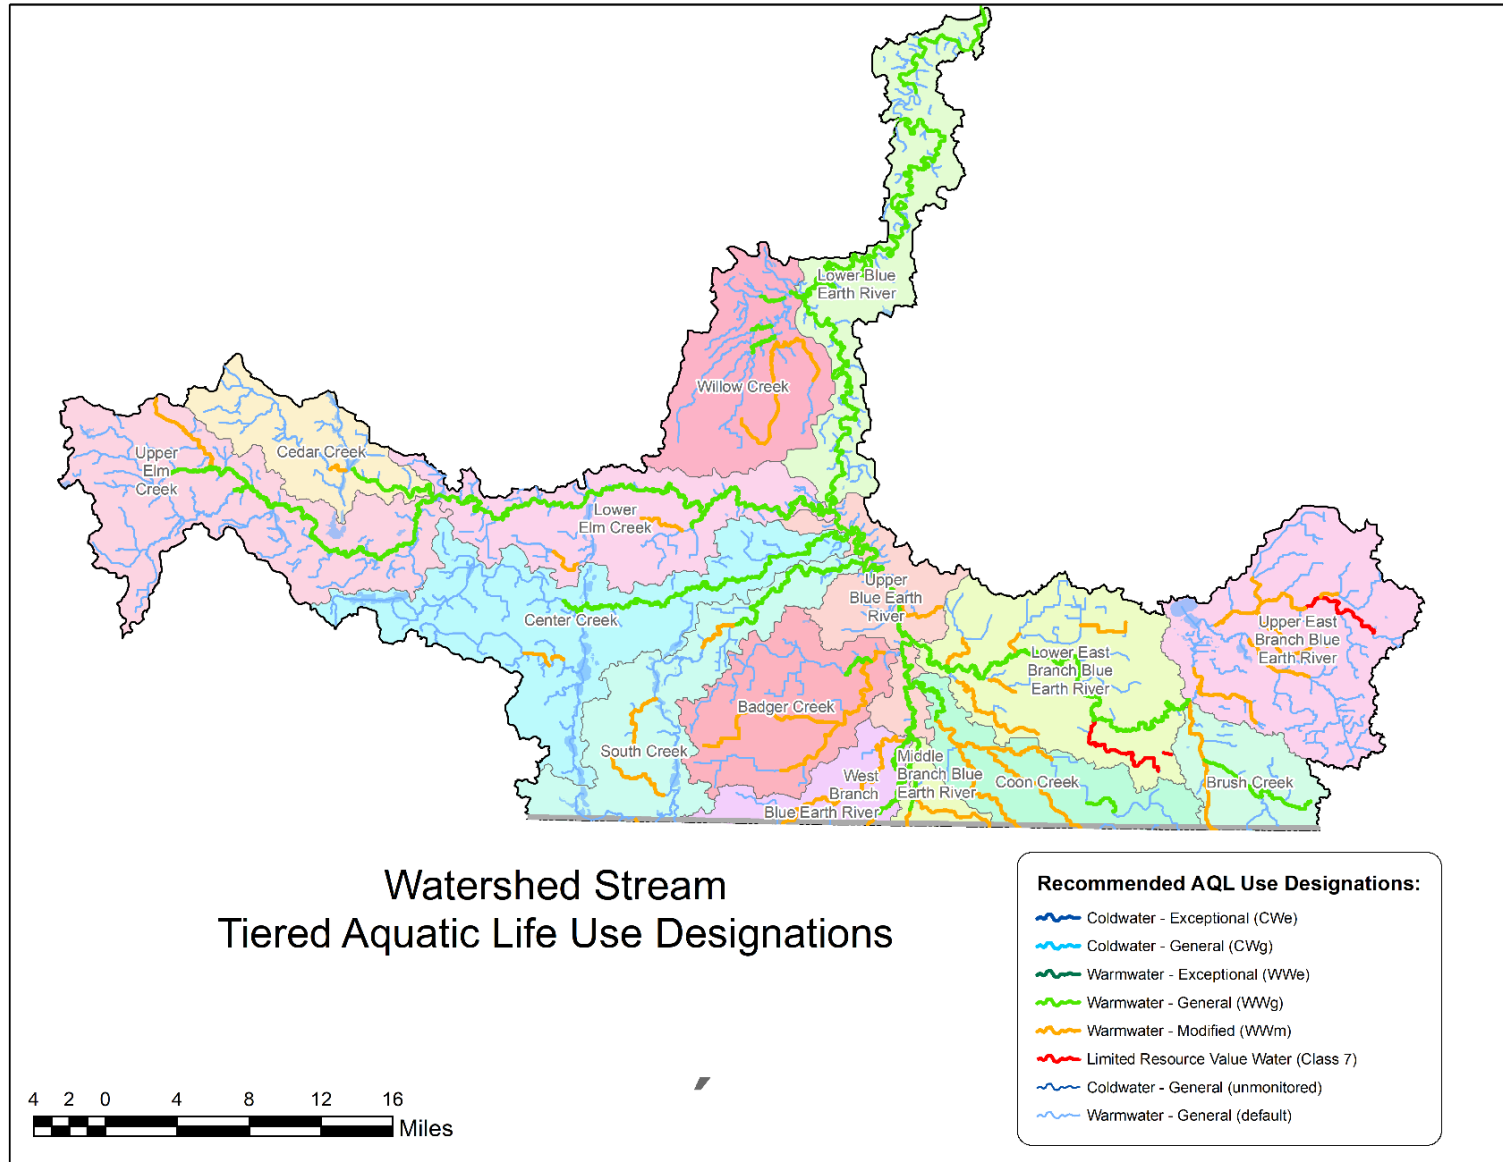 Lower Blue
Earth River
Willow Creek
Cedar Creek
Upper
Elm
Creek
Lower
Elm Creek
Center Creek
Upper
Blue Earth
River
Upper East
Branch Blue
Earth River
Lower East
Branch Blue
Earth River
Badger Creek
South Creek
West
Branch
Blue Earth River
Middle
Branch Blue
Earth River
Coon Creek
Brush Creek
Watershed Stream
Tiered Aquatic Life Use Designations
Recommended AQL Use Designations:
Coldwater - Exceptional (CWe)
Coldwater - General (CWg)
Warmwater - Exceptional (WWe)
Warmwater - General (WWg)
Warmwater - Modified (WWm)
Limited Resource Value Water (Class 7)
Coldwater - General (unmonitored)
Warmwater - General (default)
4 2 0 4 8 12 16
Miles